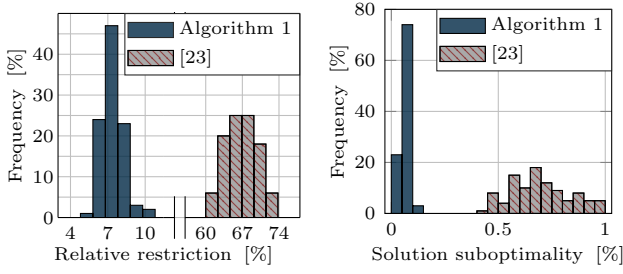 Algorithm 1
[23]
Frequency [%]
40
20
0
4 7 10 60 67 74
Relative restriction [%]
Algorithm 1
[23]
Frequency [%]
80
60
40
20
0
0 0.5 1
Solution suboptimality [%]